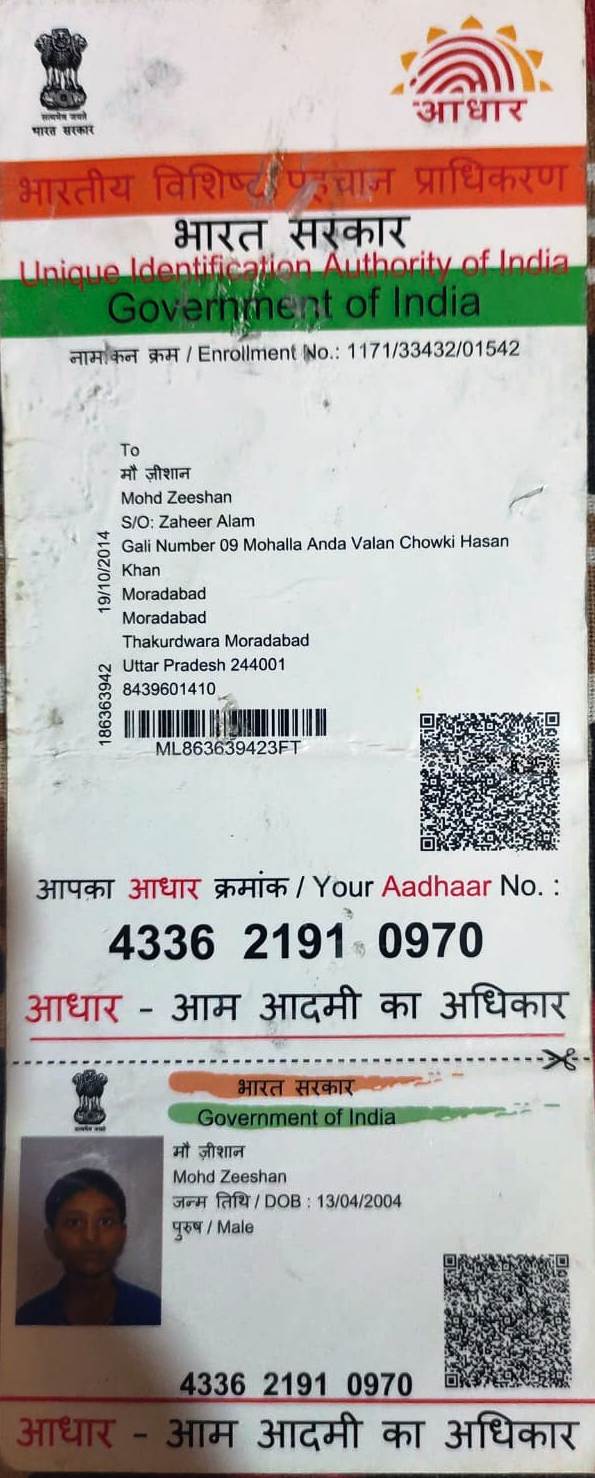 सत्यमेव जयते
भारत सरकार
आधार
भारतीय विशिष्ट पहचान प्राधिकरण
भारत सरकार
Unique Identification Authority of India
Government of India
नामांकन क्रम / Enrollment No.: 1171/33432/01542
To
मौ ज़ीशान
Mohd Zeeshan
S/O: Zaheer Alam
Gali Number 09 Mohalla Anda Valan Chowki Hasan
Khan
Moradabad
Moradabad
Thakurdwara Moradabad
Uttar Pradesh 244001
8439601410
19/10/2014
186363942
ML863639423FT
आपका आधार क्रमांक / Your Aadhaar No. :
4336 2191 0970
आधार - आम आदमी का अधिकार
सत्यमेव जयते
भारत सरकार
Government of India
मौ ज़ीशान
Mohd Zeeshan
जन्म तिथि / DOB : 13/04/2004
पुरुष / Male
4336 2191 0970
आधार - आम आदमी का अधिकार